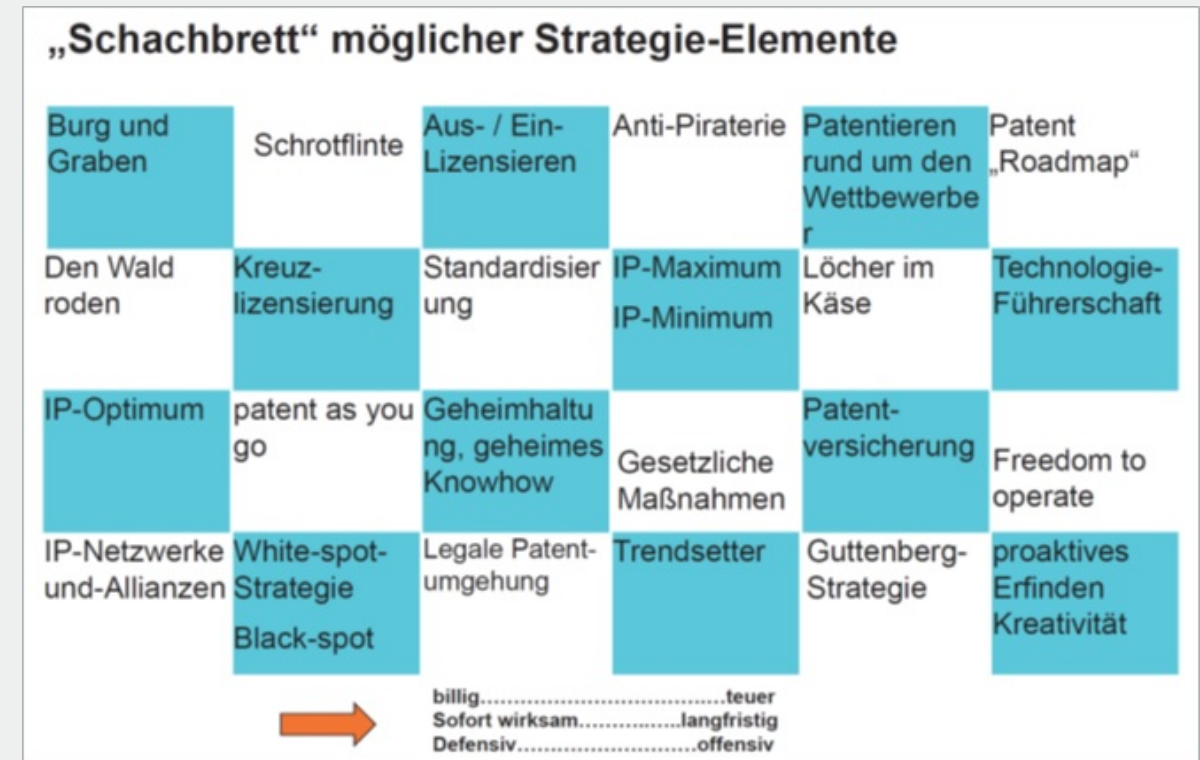 „Schachbrett“ möglicher Strategie-Elemente
Burg und
Graben
Schrotflinte
Aus- / Ein-
Lizensieren
Anti-Piraterie
Patentieren
rund um den
Wettbewerbe
r
Patent
„Roadmap“
Den Wald
roden
Kreuz-
lizensierung
Standardisier
ung
IP-Maximum
IP-Minimum
Löcher im
Käse
Technologie-
Führerschaft
IP-Optimum
patent as you
go
Geheimhaltu
ng, geheimes
Knowhow
Gesetzliche
Maßnahmen
Patent-
versicherung
Freedom to
operate
IP-Netzwerke
und-Allianzen
White-spot-
Strategie
Black-spot
Legale Patent-
umgehung
Trendsetter
Guttenberg-
Strategie
proaktives
Erfinden
Kreativität
billig......................................teuer
Sofort wirksam................langfristig
Defensiv............................offensiv